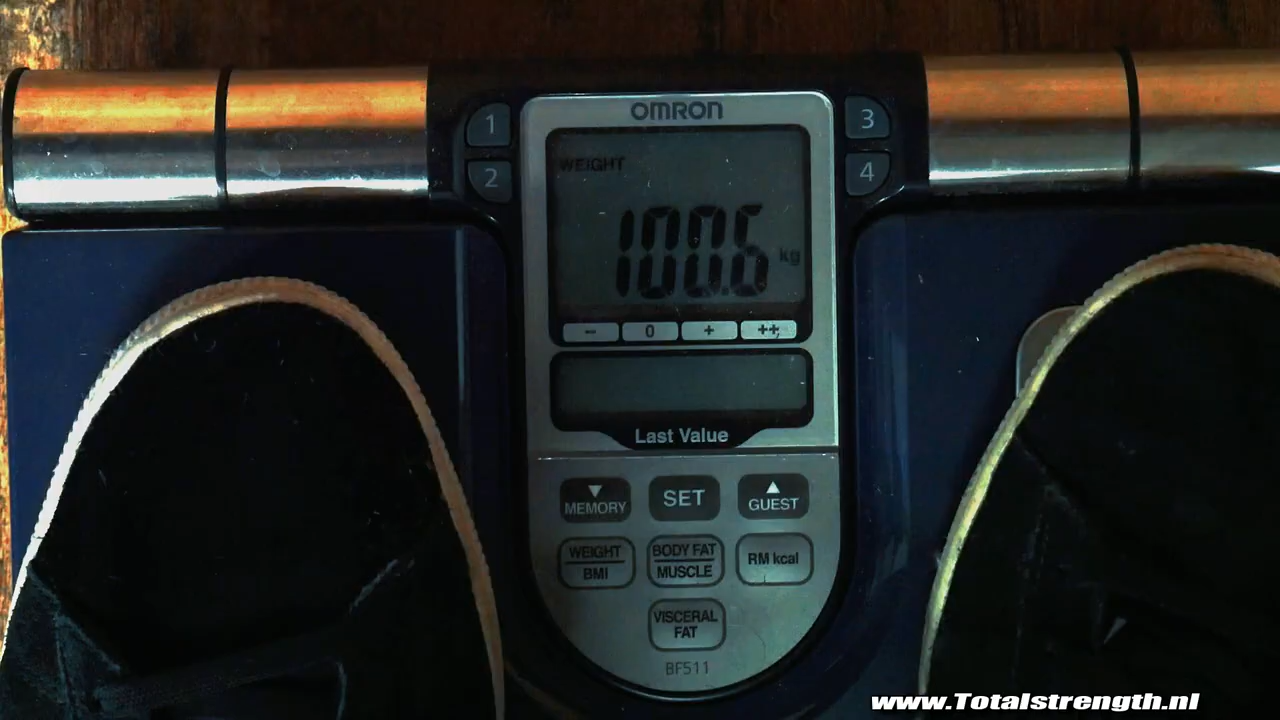 OMRON
1
2
3
4
WEIGHT
100.6 kg
− 0 + ++
Last Value
▼ MEMORY
SET
▲ GUEST
WEIGHT
BMI
BODY FAT
MUSCLE
RM kcal
VISCERAL
FAT
BF511
www.Totalstrength.nl